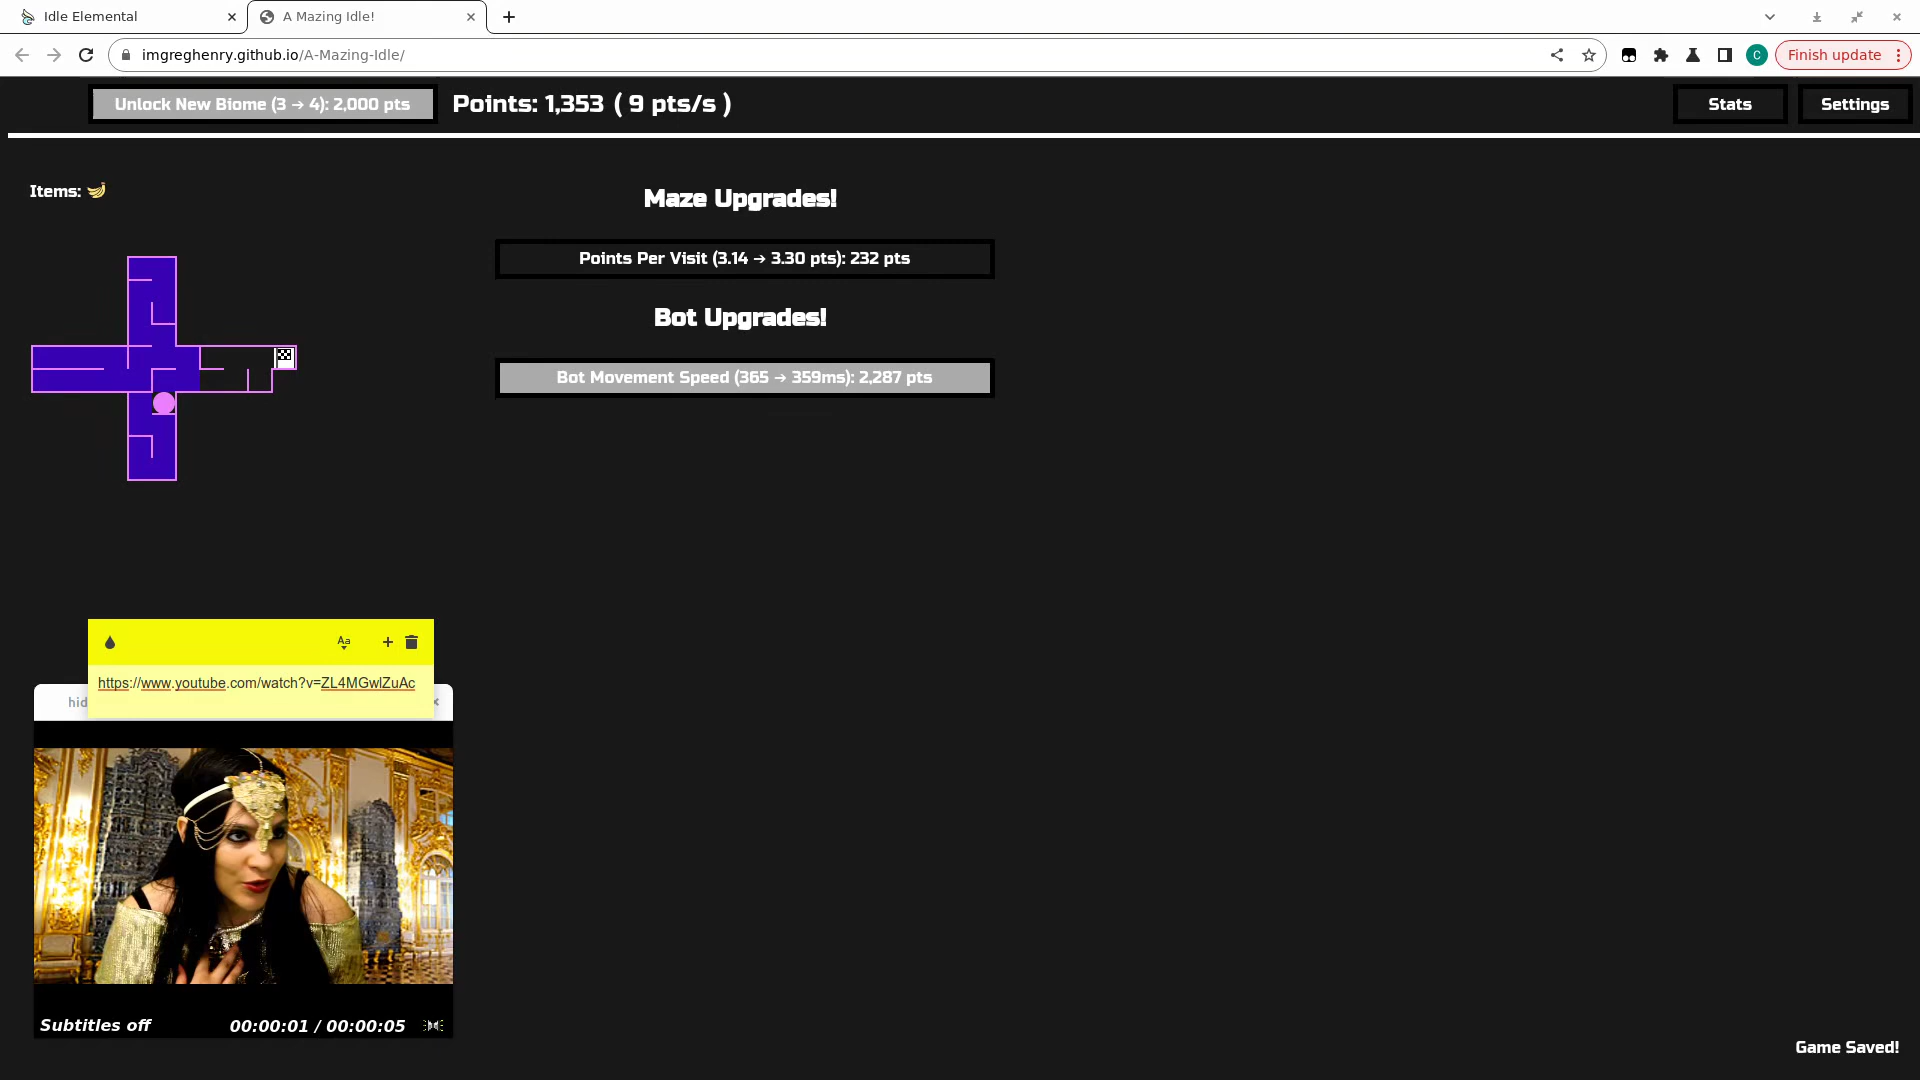 Idle Elemental
A Mazing Idle!
imgreghenry.github.io/A-Mazing-Idle/
C
Finish update
Unlock New Biome (3 → 4): 2,000 pts
Points: 1,353 ( 9 pts/s )
Stats
Settings
Items: 🍌
Maze Upgrades!
Points Per Visit (3.14 → 3.30 pts): 232 pts
Bot Upgrades!
Bot Movement Speed (365 → 359ms): 2,287 pts
Aa
https://www.youtube.com/watch?v=ZL4MGwlZuAc
hid
Subtitles off
00:00:01 / 00:00:05
Game Saved!